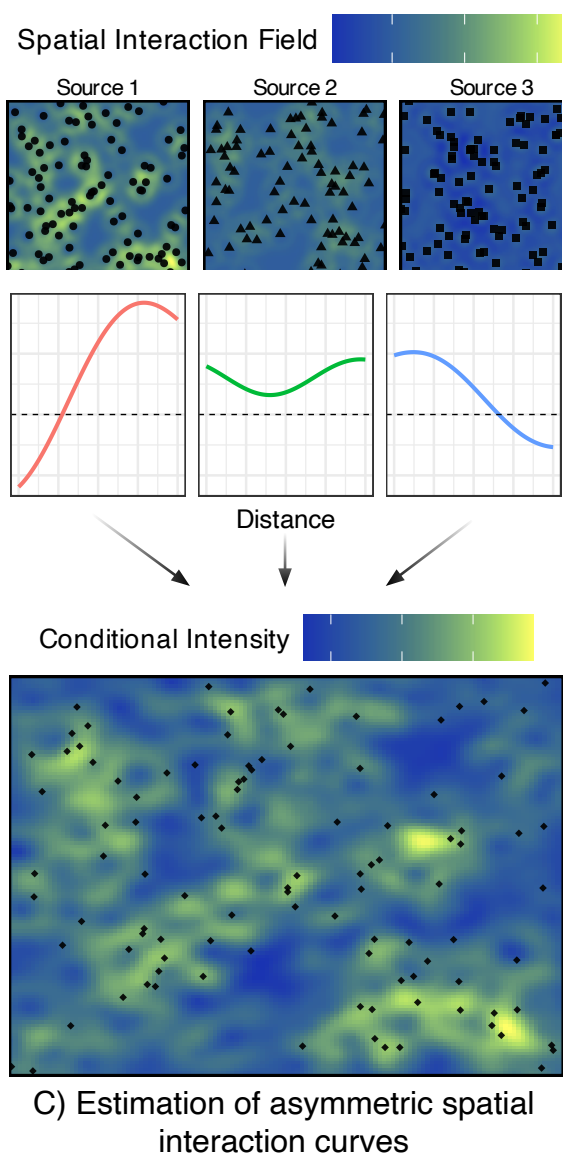 Spatial Interaction Field
Source 1
Source 2
Source 3
Distance
Conditional Intensity
C) Estimation of asymmetric spatial
interaction curves